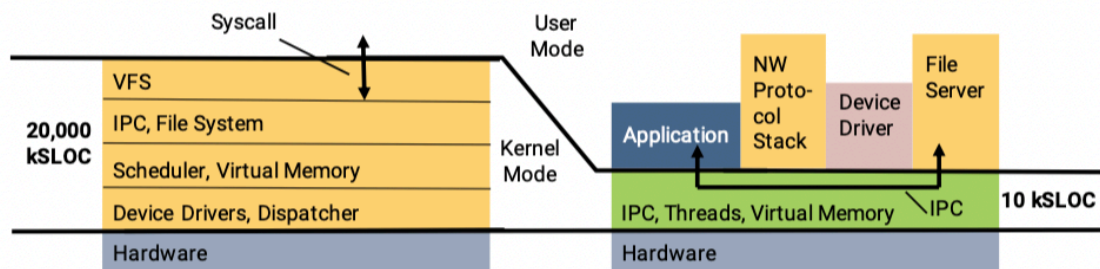 Syscall
User
Mode
VFS
IPC, File System
Scheduler, Virtual Memory
Device Drivers, Dispatcher
Hardware
20,000
kSLOC
Kernel
Mode
Application
NW
Proto-
col
Stack
Device
Driver
File
Server
IPC, Threads, Virtual Memory
IPC
Hardware
10 kSLOC